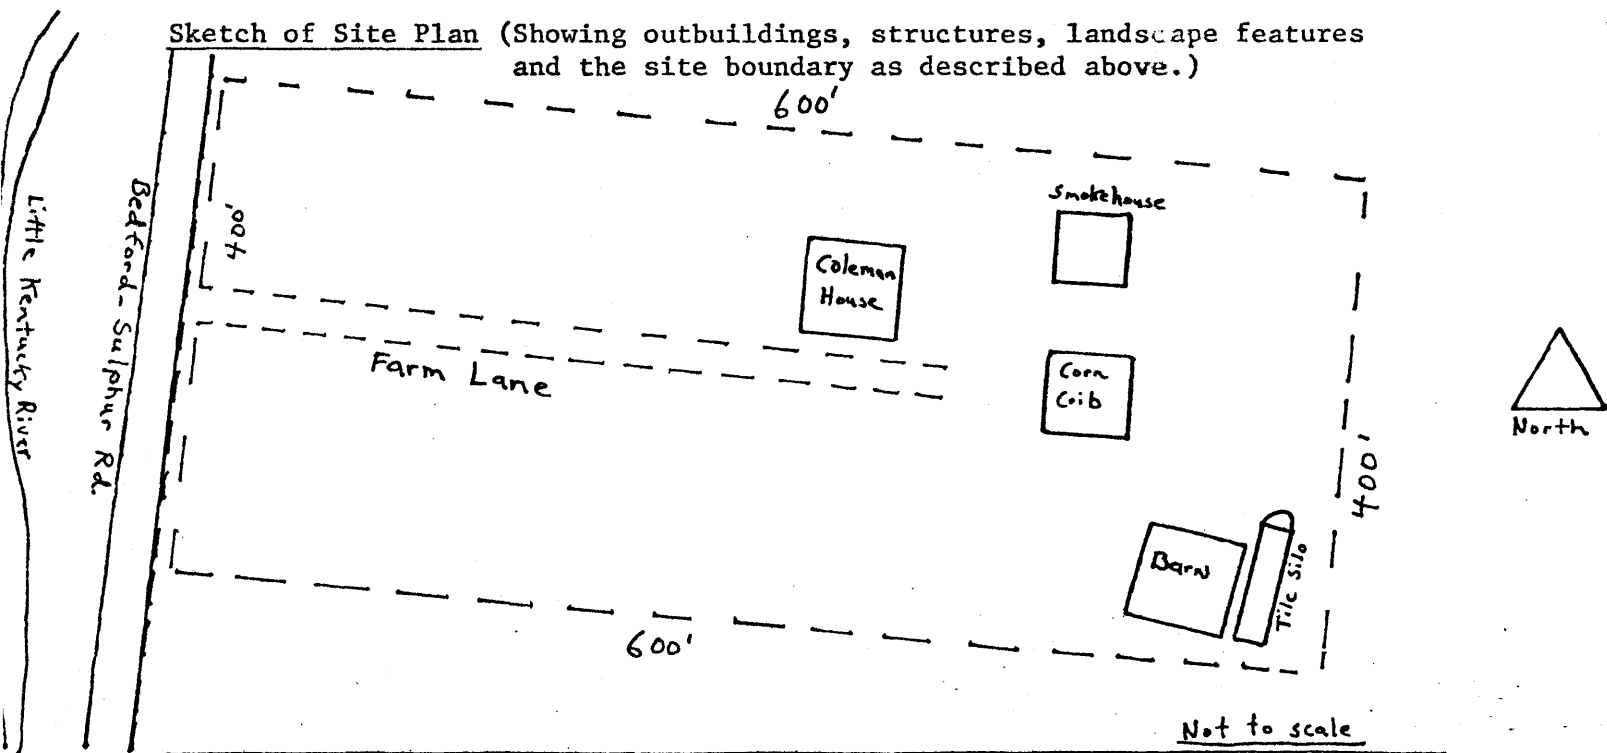 Sketch of Site Plan (Showing outbuildings, structures, landscape features
and the site boundary as described above.)
600'
Smokehouse
Bedford-Sulphur Rd.
Little Kentucky River
400'
Coleman
House
Farm Lane
Corn
Crib
North
400'
Barn
Tile Silo
600'
Not to scale